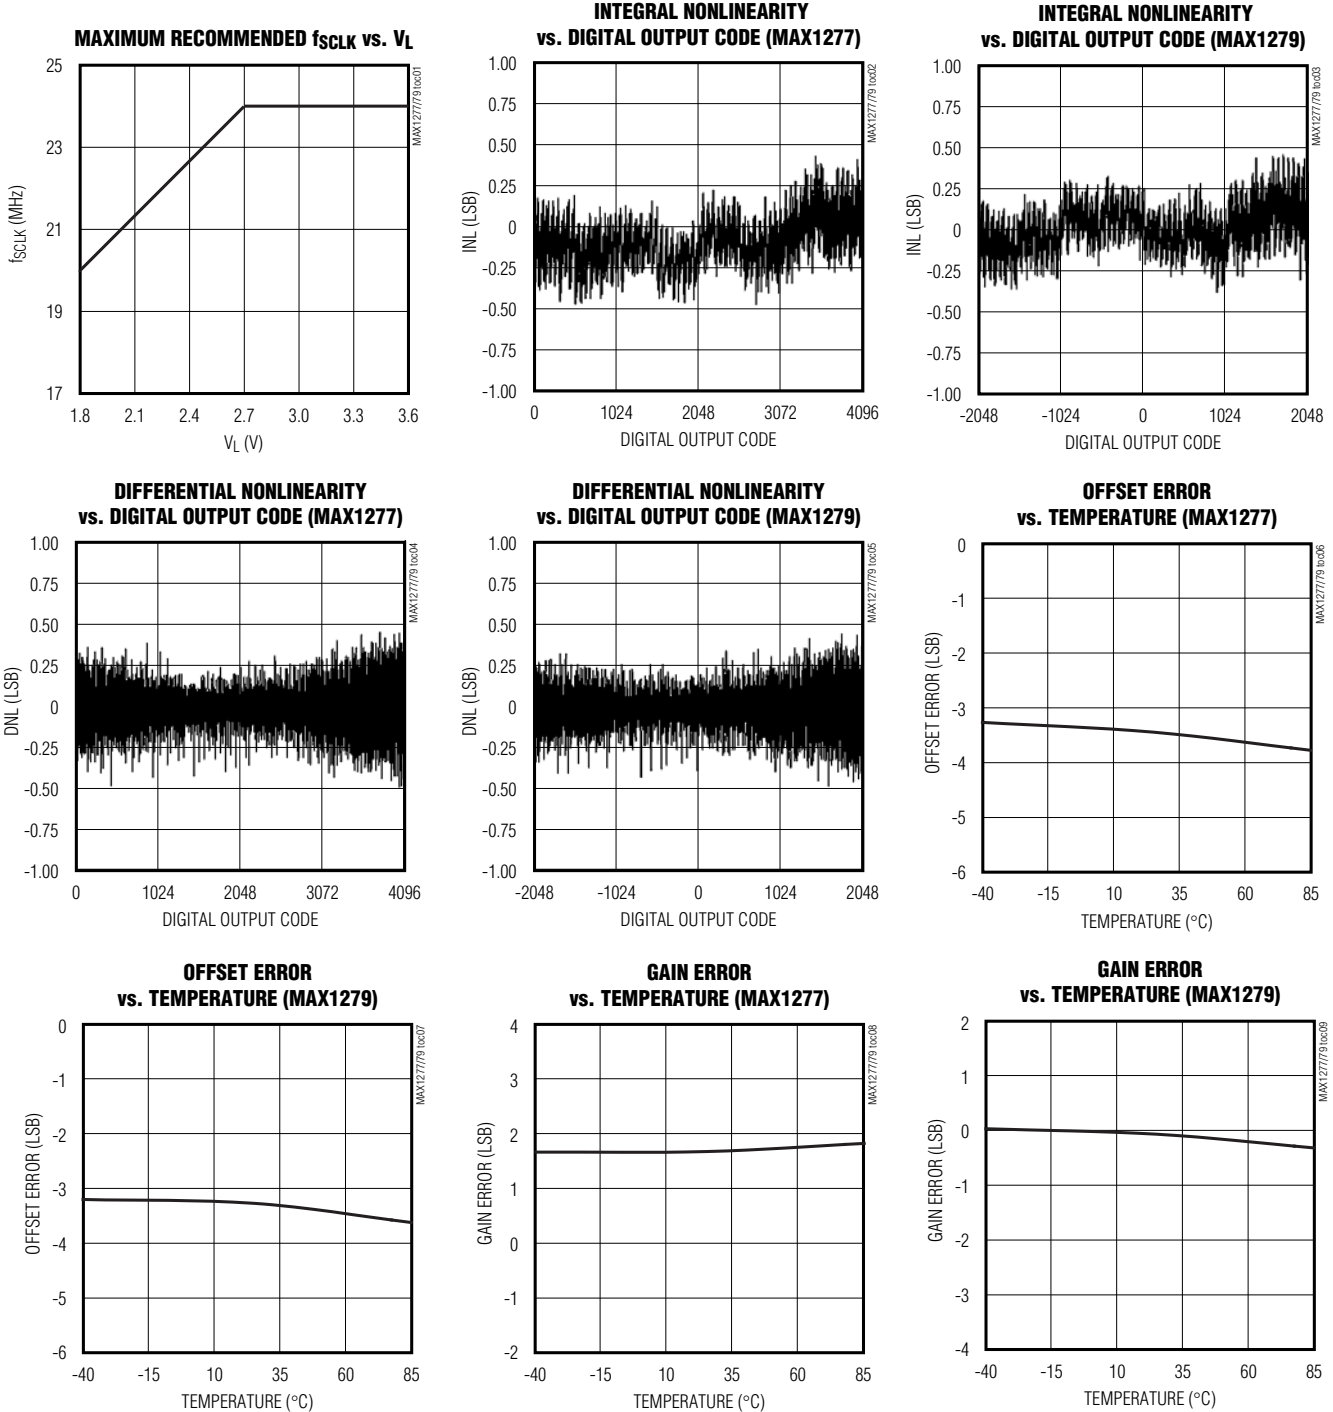 MAXIMUM RECOMMENDED fSCLK vs. VL
MAX1277/79 toc01
25
23
21
19
17
fSCLK (MHz)
1.8 2.1 2.4 2.7 3.0 3.3 3.6
VL (V)
INTEGRAL NONLINEARITY
vs. DIGITAL OUTPUT CODE (MAX1277)
MAX1277/79 toc02
1.00
0.75
0.50
0.25
0
-0.25
-0.50
-0.75
-1.00
INL (LSB)
0 1024 2048 3072 4096
DIGITAL OUTPUT CODE
INTEGRAL NONLINEARITY
vs. DIGITAL OUTPUT CODE (MAX1279)
MAX1277/79 toc03
1.00
0.75
0.50
0.25
0
-0.25
-0.50
-0.75
-1.00
INL (LSB)
-2048 -1024 0 1024 2048
DIGITAL OUTPUT CODE
DIFFERENTIAL NONLINEARITY
vs. DIGITAL OUTPUT CODE (MAX1277)
MAX1277/79 toc04
1.00
0.75
0.50
0.25
0
-0.25
-0.50
-0.75
-1.00
DNL (LSB)
0 1024 2048 3072 4096
DIGITAL OUTPUT CODE
DIFFERENTIAL NONLINEARITY
vs. DIGITAL OUTPUT CODE (MAX1279)
MAX1277/79 toc05
1.00
0.75
0.50
0.25
0
-0.25
-0.50
-0.75
-1.00
DNL (LSB)
-2048 -1024 0 1024 2048
DIGITAL OUTPUT CODE
OFFSET ERROR
vs. TEMPERATURE (MAX1277)
MAX1277/79 toc06
0
-1
-2
-3
-4
-5
-6
OFFSET ERROR (LSB)
-40 -15 10 35 60 85
TEMPERATURE (°C)
OFFSET ERROR
vs. TEMPERATURE (MAX1279)
MAX1277/79 toc07
0
-1
-2
-3
-4
-5
-6
OFFSET ERROR (LSB)
-40 -15 10 35 60 85
TEMPERATURE (°C)
GAIN ERROR
vs. TEMPERATURE (MAX1277)
MAX1277/79 toc08
4
3
2
1
0
-1
-2
GAIN ERROR (LSB)
-40 -15 10 35 60 85
TEMPERATURE (°C)
GAIN ERROR
vs. TEMPERATURE (MAX1279)
MAX1277/79 toc09
2
1
0
-1
-2
-3
-4
GAIN ERROR (LSB)
-40 -15 10 35 60 85
TEMPERATURE (°C)